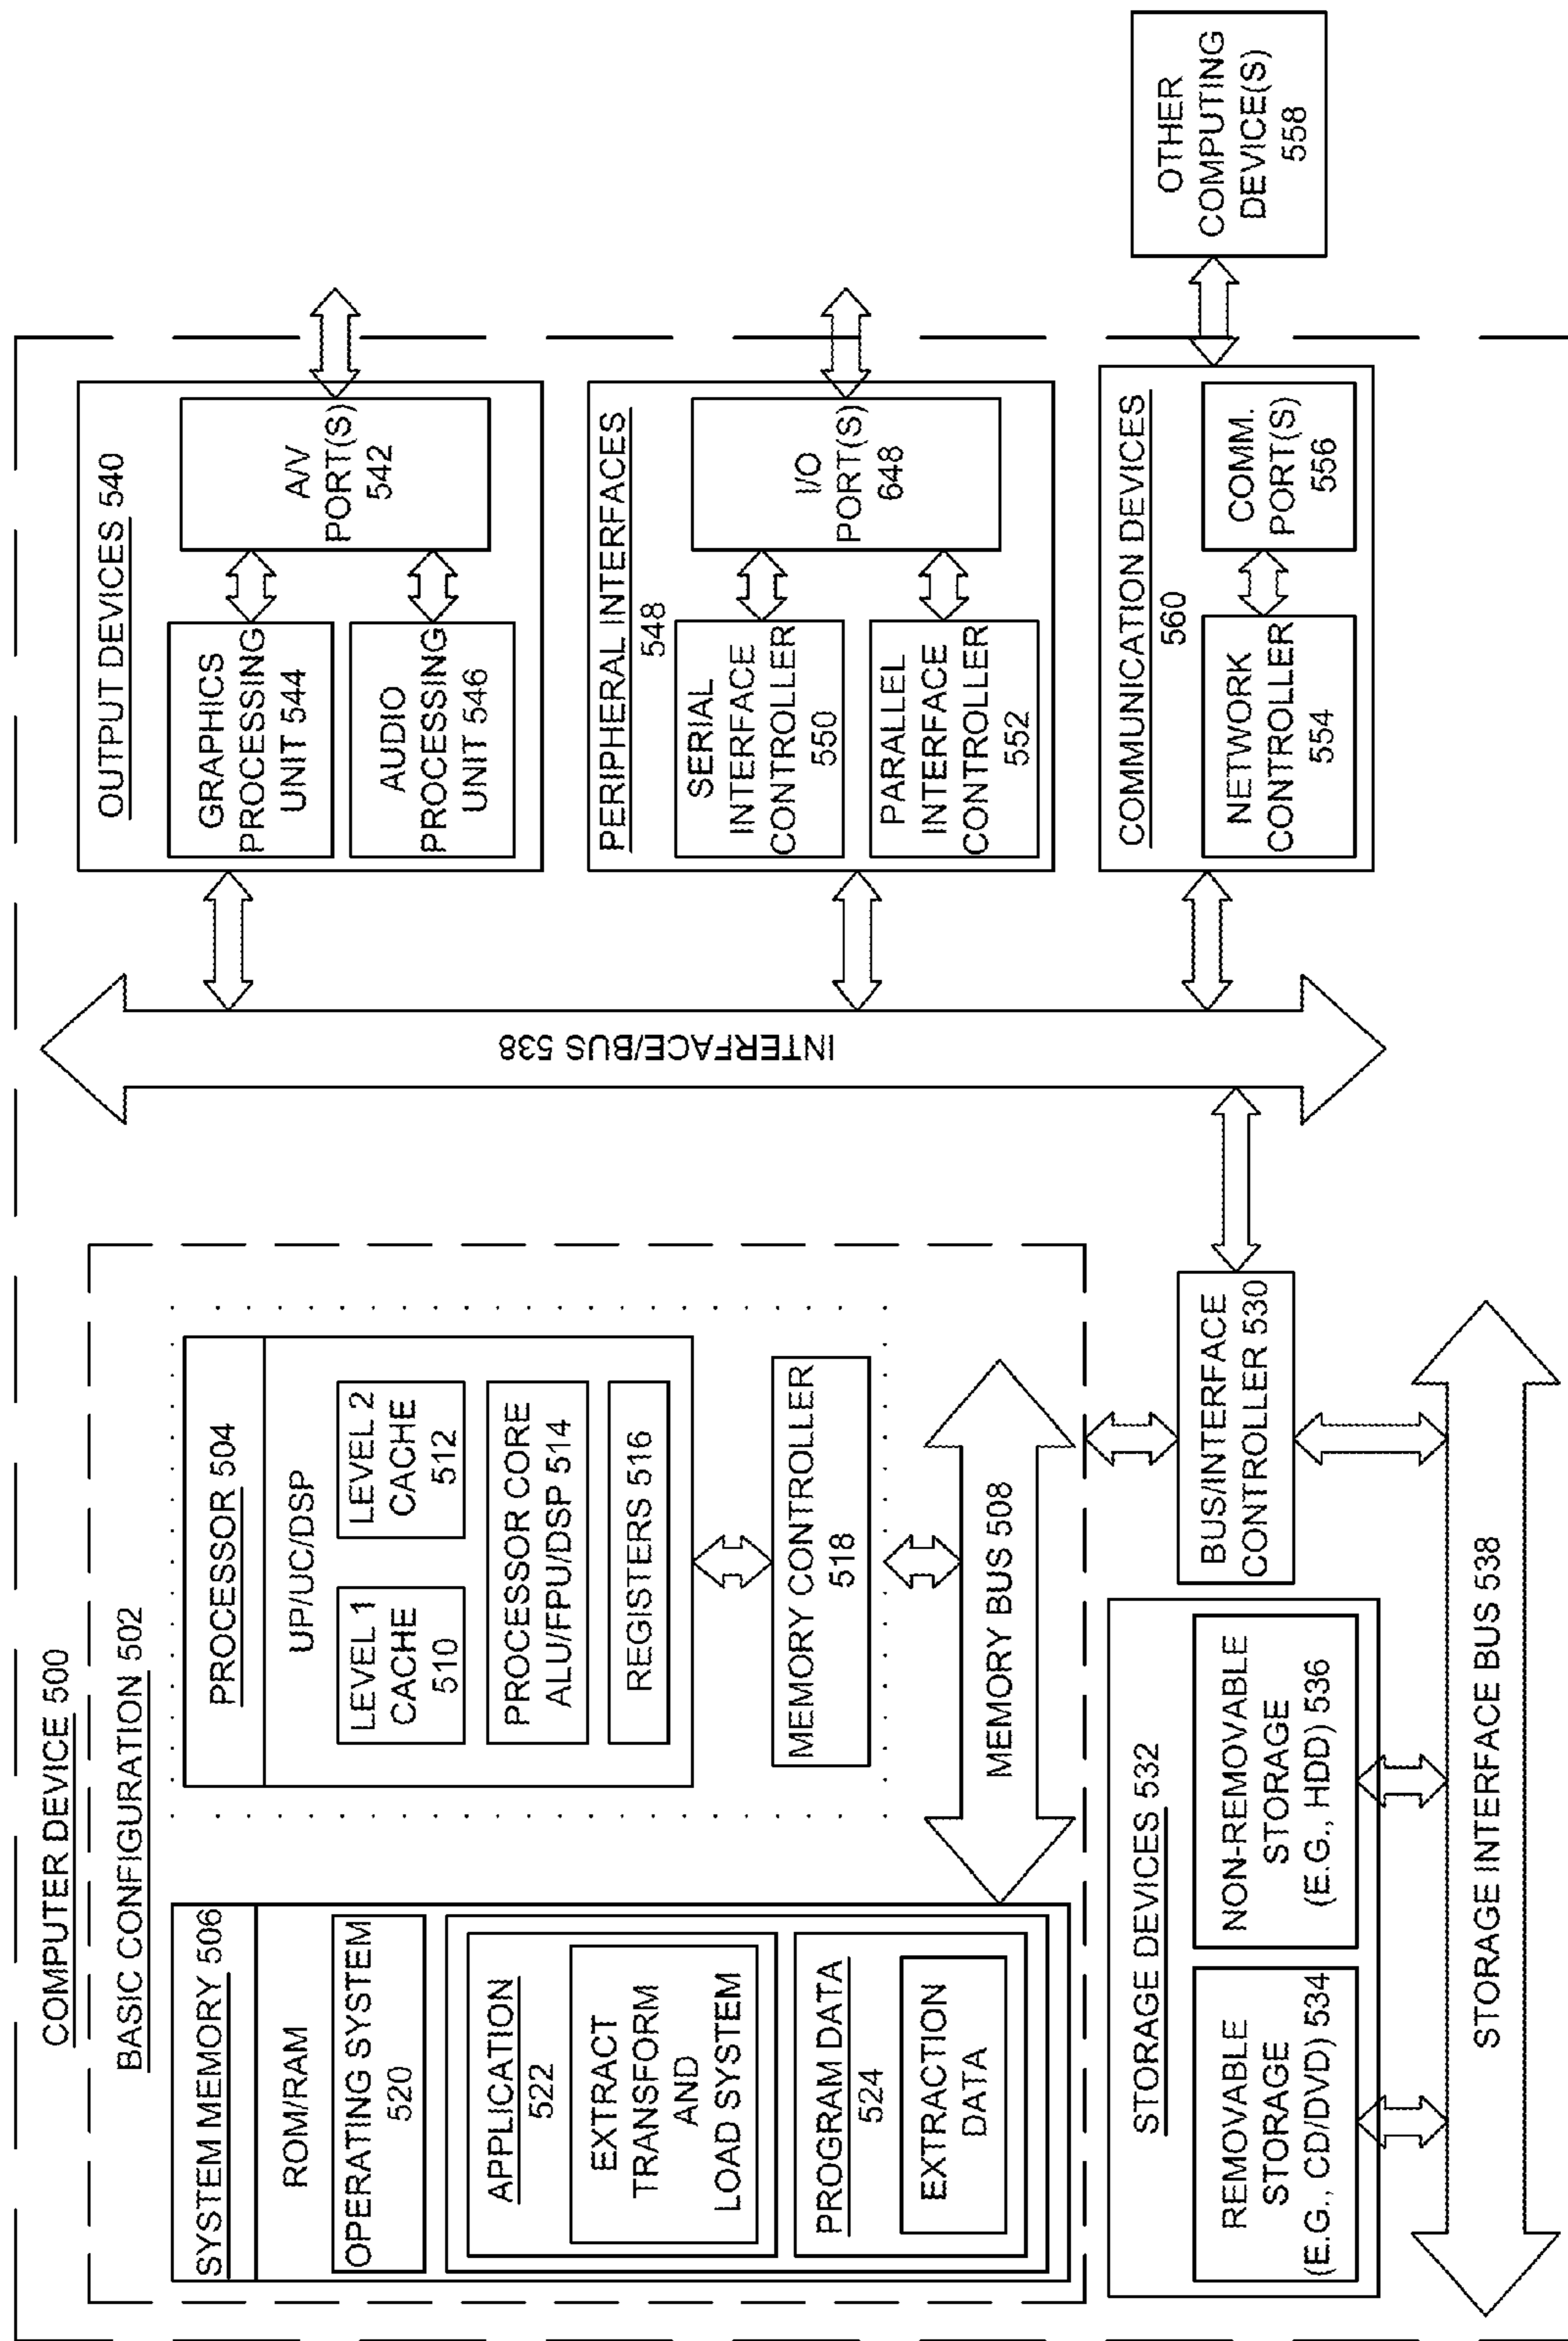 COMPUTER DEVICE 500
BASIC CONFIGURATION 502
SYSTEM MEMORY 506
ROM/RAM
OPERATING SYSTEM
520
APPLICATION
522
EXTRACT
TRANSFORM
AND
LOAD SYSTEM
PROGRAM DATA
524
EXTRACTION
DATA
PROCESSOR 504
UP/UC/DSP
LEVEL 1
CACHE
510
LEVEL 2
CACHE
512
PROCESSOR CORE
ALU/FPU/DSP 514
REGISTERS 516
MEMORY CONTROLLER
518
MEMORY BUS 508
BUS/INTERFACE
CONTROLLER 530
STORAGE DEVICES 532
REMOVABLE
STORAGE
(E.G., CD/DVD) 534
NON-REMOVABLE
STORAGE
(E.G., HDD) 536
STORAGE INTERFACE BUS 538
INTERFACE/BUS 538
OUTPUT DEVICES 540
GRAPHICS
PROCESSING
UNIT 544
AUDIO
PROCESSING
UNIT 546
A/V
PORT(S)
542
PERIPHERAL INTERFACES
548
SERIAL
INTERFACE
CONTROLLER
550
PARALLEL
INTERFACE
CONTROLLER
552
I/O
PORT(S)
648
COMMUNICATION DEVICES
560
NETWORK
CONTROLLER
554
COMM.
PORT(S)
556
OTHER
COMPUTING
DEVICE(S)
558